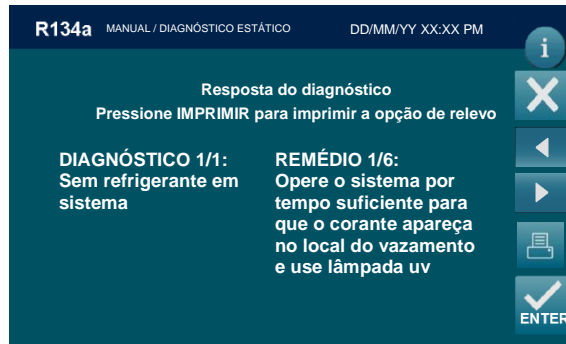 R134a MANUAL / DIAGNÓSTICO ESTÁTICO DD/MM/YY XX:XX PM
i
Resposta do diagnóstico
Pressione IMPRIMIR para imprimir a opção de relevo
DIAGNÓSTICO 1/1:
Sem refrigerante em
sistema
REMÉDIO 1/6:
Opere o sistema por
tempo suficiente para
que o corante apareça
no local do vazamento
e use lâmpada uv
ENTER